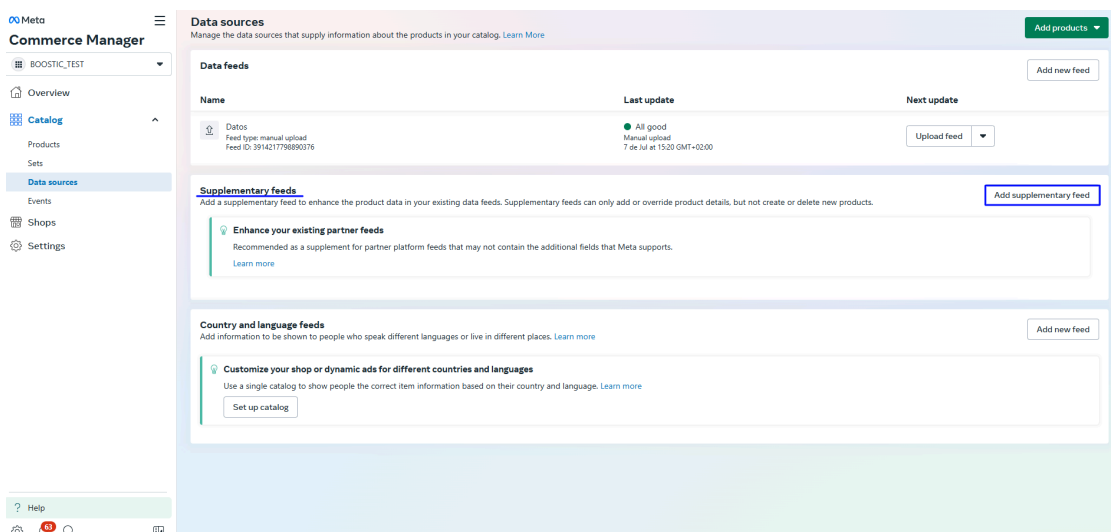 Meta
Commerce Manager
BOOSTIC_TEST
Overview
Catalog
Products
Sets
Data sources
Events
Shops
Settings
? Help
63
Data sources
Manage the data sources that supply information about the products in your catalog. Learn More
Add products
Data feeds
Add new feed
Name Last update Next update
Datos
Feed type: manual upload
Feed ID: 3914217798890376
All good
Manual upload
7 de Jul at 15:20 GMT+02:00
Upload feed
Supplementary feeds
Add a supplementary feed to enhance the product data in your existing data feeds. Supplementary feeds can only add or override product details, but not create or delete new products.
Add supplementary feed
Enhance your existing partner feeds
Recommended as a supplement for partner platform feeds that may not contain the additional fields that Meta supports.
Learn more
Country and language feeds
Add information to be shown to people who speak different languages or live in different places. Learn more
Add new feed
Customize your shop or dynamic ads for different countries and languages
Use a single catalog to show people the correct item information based on their country and language. Learn more
Set up catalog